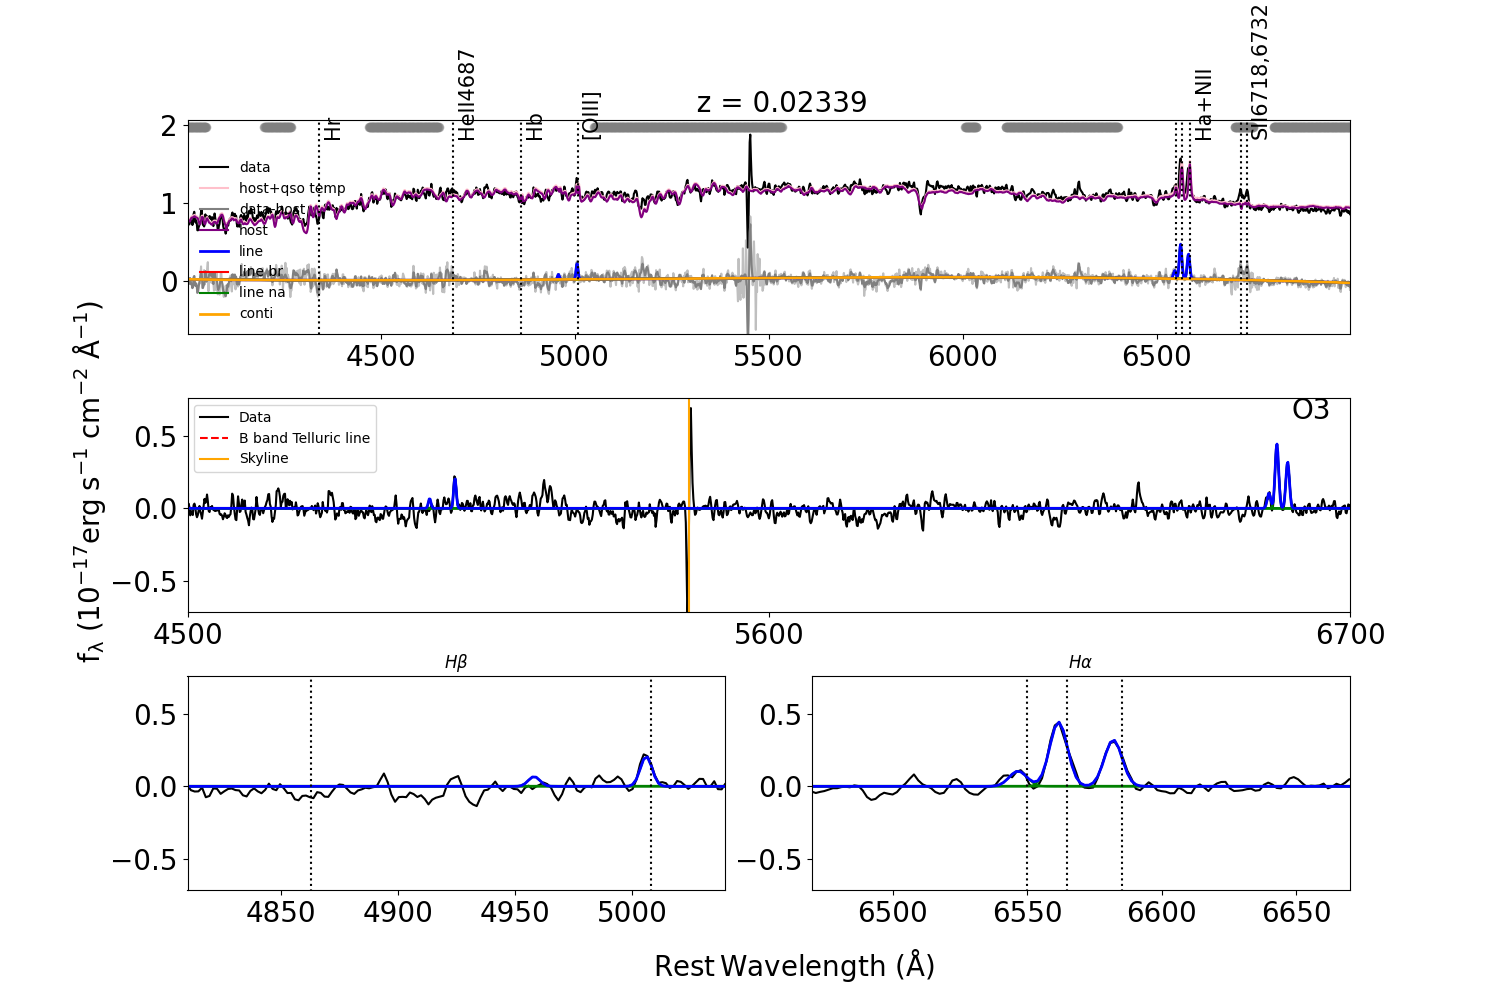 z = 0.02339
Hr
HeII4687
Hb
[OIII]
Ha+NII
SII6718,6732
data
host+qso temp
data-host
host
line
line br
line na
conti
2
1
0
4500
5000
5500
6000
6500
O3
Data
B band Telluric line
Skyline
0.5
0.0
−0.5
4500
5600
6700
fλ (10⁻¹⁷erg s⁻¹ cm⁻² Å⁻¹)
Hβ
0.5
0.0
−0.5
4850
4900
4950
5000
Hα
0.5
0.0
−0.5
6500
6550
6600
6650
Rest Wavelength (Å)